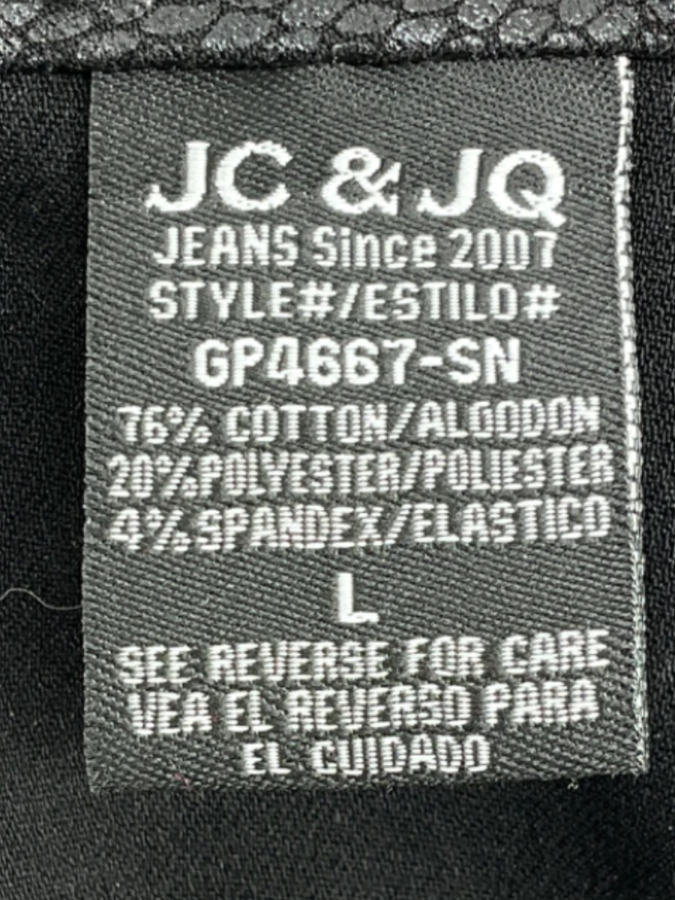 JC & JQ
JEANS Since 2007
STYLE#/ESTILO#
GP4667-SN
76% COTTON/ALGODON
20%POLYESTER/POLIESTER
4%SPANDEX/ELASTICO
L
SEE REVERSE FOR CARE
VEA EL REVERSO PARA
EL CUIDADO